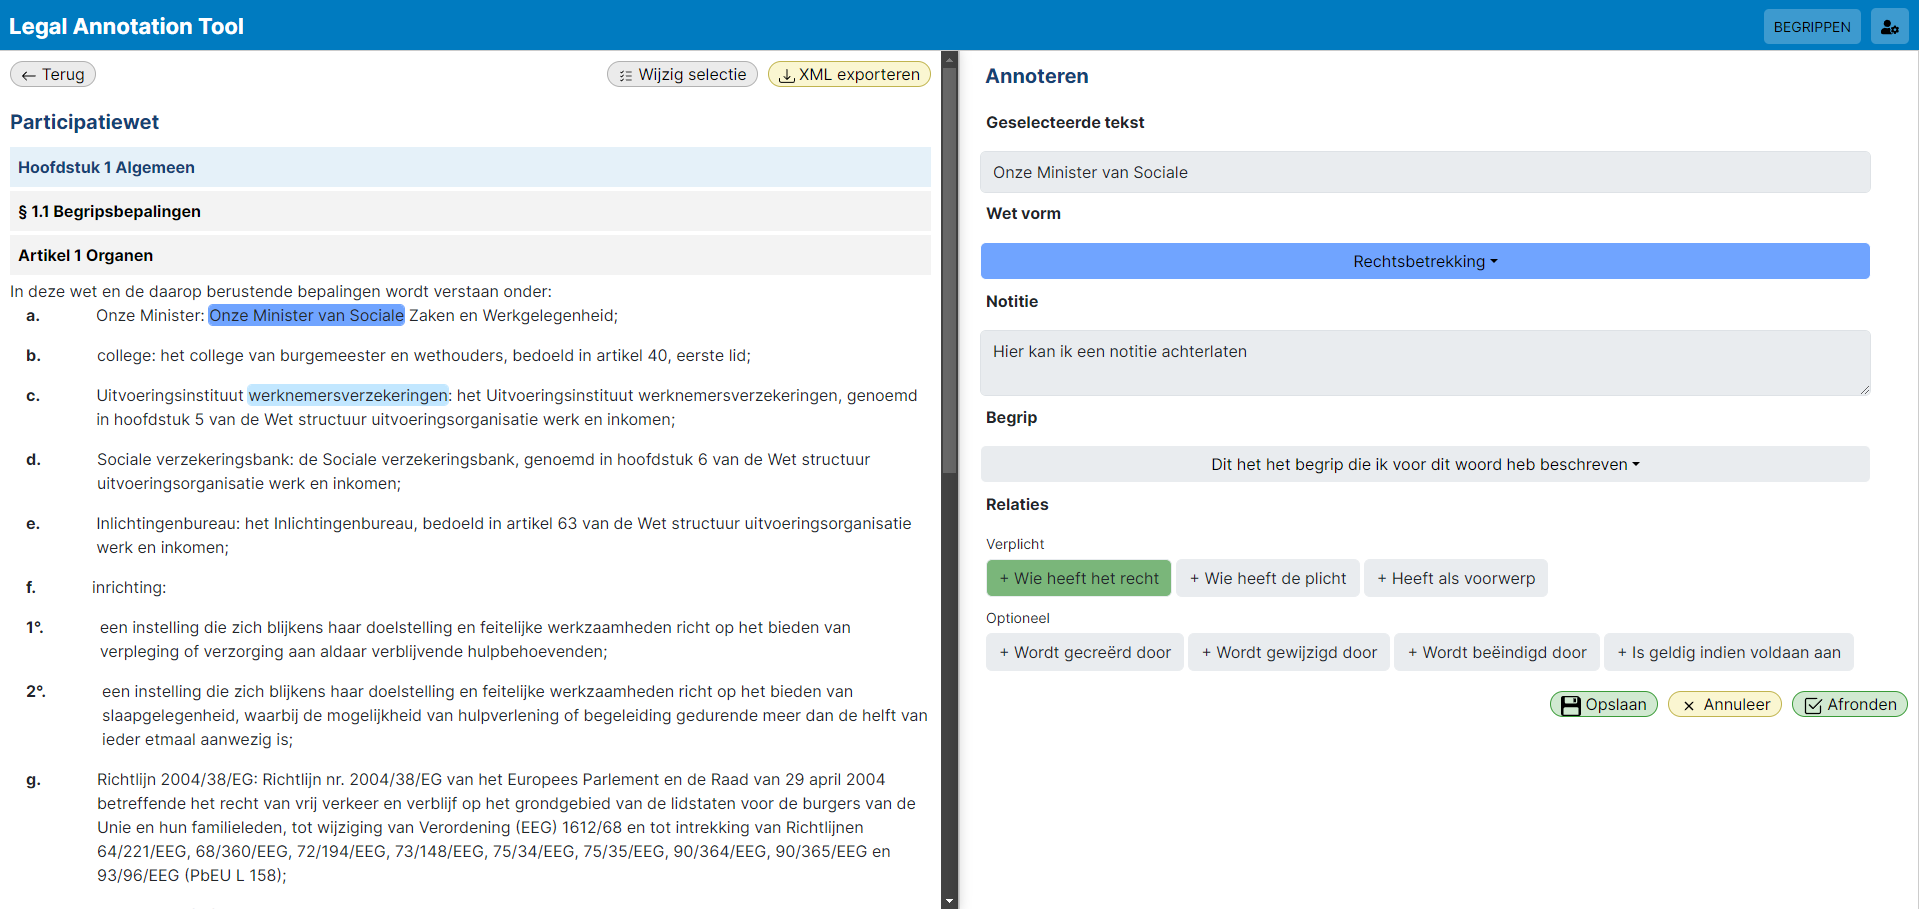 Legal Annotation Tool
BEGRIPPEN
Terug
Wijzig selectie
XML exporteren
Participatiewet
Hoofdstuk 1 Algemeen
§ 1.1 Begripsbepalingen
Artikel 1 Organen
In deze wet en de daarop berustende bepalingen wordt verstaan onder:
a. Onze Minister: Onze Minister van Sociale Zaken en Werkgelegenheid;
b. college: het college van burgemeester en wethouders, bedoeld in artikel 40, eerste lid;
c. Uitvoeringsinstituut werknemersverzekeringen: het Uitvoeringsinstituut werknemersverzekeringen, genoemd
in hoofdstuk 5 van de Wet structuur uitvoeringsorganisatie werk en inkomen;
d. Sociale verzekeringsbank: de Sociale verzekeringsbank, genoemd in hoofdstuk 6 van de Wet structuur
uitvoeringsorganisatie werk en inkomen;
e. Inlichtingenbureau: het Inlichtingenbureau, bedoeld in artikel 63 van de Wet structuur uitvoeringsorganisatie
werk en inkomen;
f. inrichting:
1°. een instelling die zich blijkens haar doelstelling en feitelijke werkzaamheden richt op het bieden van
verpleging of verzorging aan aldaar verblijvende hulpbehoevenden;
2°. een instelling die zich blijkens haar doelstelling en feitelijke werkzaamheden richt op het bieden van
slaapgelegenheid, waarbij de mogelijkheid van hulpverlening of begeleiding gedurende meer dan de helft van
ieder etmaal aanwezig is;
g. Richtlijn 2004/38/EG: Richtlijn nr. 2004/38/EG van het Europees Parlement en de Raad van 29 april 2004
betreffende het recht van vrij verkeer en verblijf op het grondgebied van de lidstaten voor de burgers van de
Unie en hun familieleden, tot wijziging van Verordening (EEG) 1612/68 en tot intrekking van Richtlijnen
64/221/EEG, 68/360/EEG, 72/194/EEG, 73/148/EEG, 75/34/EEG, 75/35/EEG, 90/364/EEG, 90/365/EEG en
93/96/EEG (PbEU L 158);
Annoteren
Geselecteerde tekst
Onze Minister van Sociale
Wet vorm
Rechtsbetrekking
Notitie
Hier kan ik een notitie achterlaten
Begrip
Dit het het begrip die ik voor dit woord heb beschreven
Relaties
Verplicht
+ Wie heeft het recht
+ Wie heeft de plicht
+ Heeft als voorwerp
Optioneel
+ Wordt gecreërd door
+ Wordt gewijzigd door
+ Wordt beëindigd door
+ Is geldig indien voldaan aan
Opslaan
× Annuleer
Afronden